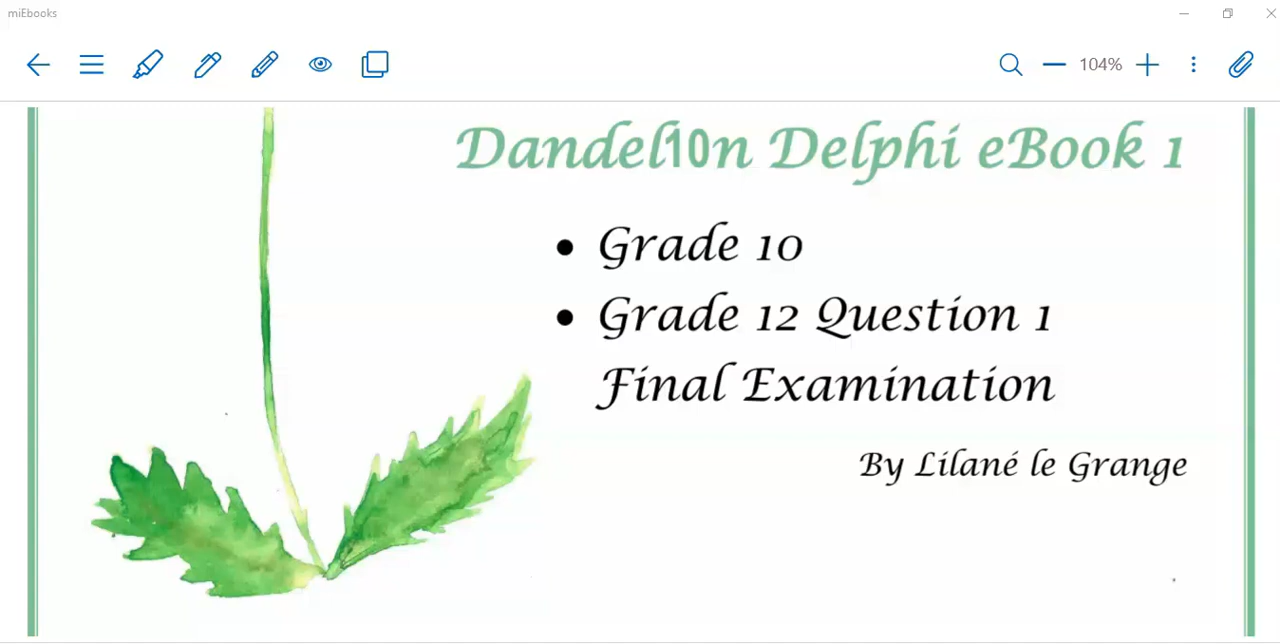 miEbooks
104%
Dandel10n Delphi eBook 1
• Grade 10
• Grade 12 Question 1
Final Examination
By Lilané le Grange